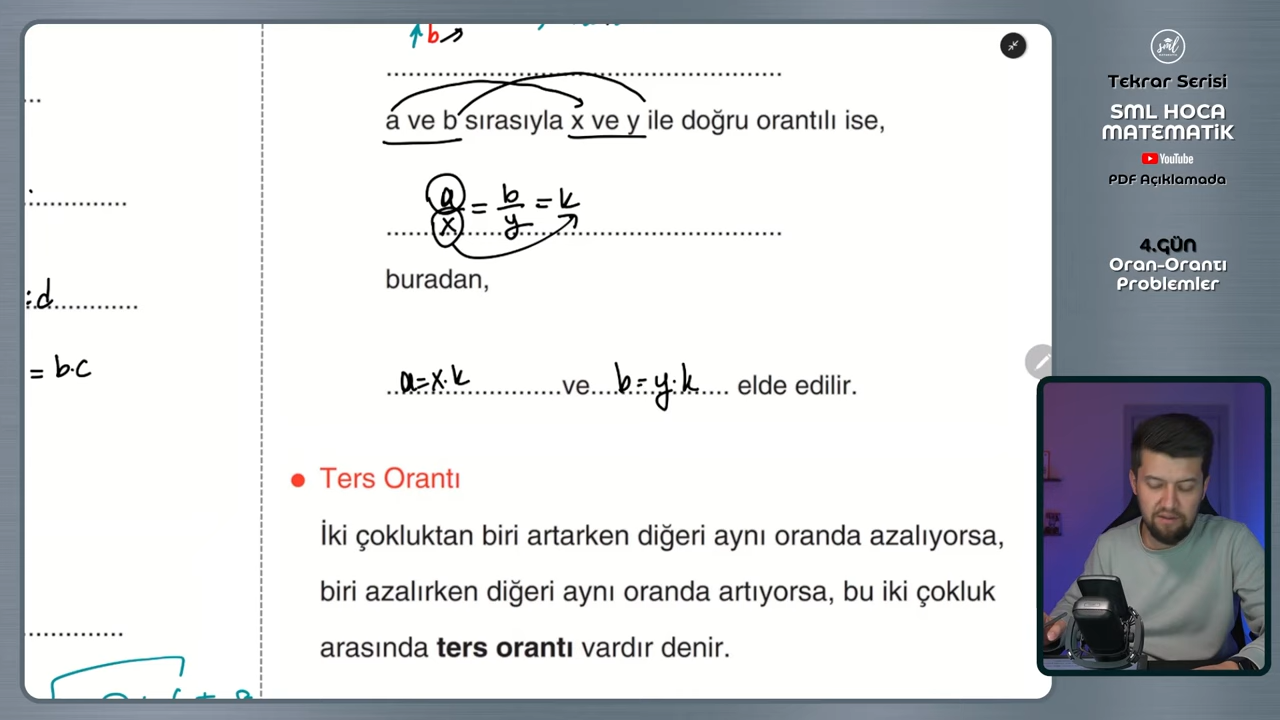 b
a ve b sırasıyla x ve y ile doğru orantılı ise,
a/x = b/y = k
buradan,
a=x·k ve b=y·k elde edilir.
= b·c
• Ters Orantı
İki çokluktan biri artarken diğeri aynı oranda azalıyorsa,
biri azalırken diğeri aynı oranda artıyorsa, bu iki çokluk
arasında ters orantı vardır denir.
sml
Tekrar Serisi
SML HOCA
MATEMATİK
YouTube
PDF Açıklamada
4.GÜN
Oran-Orantı
Problemler